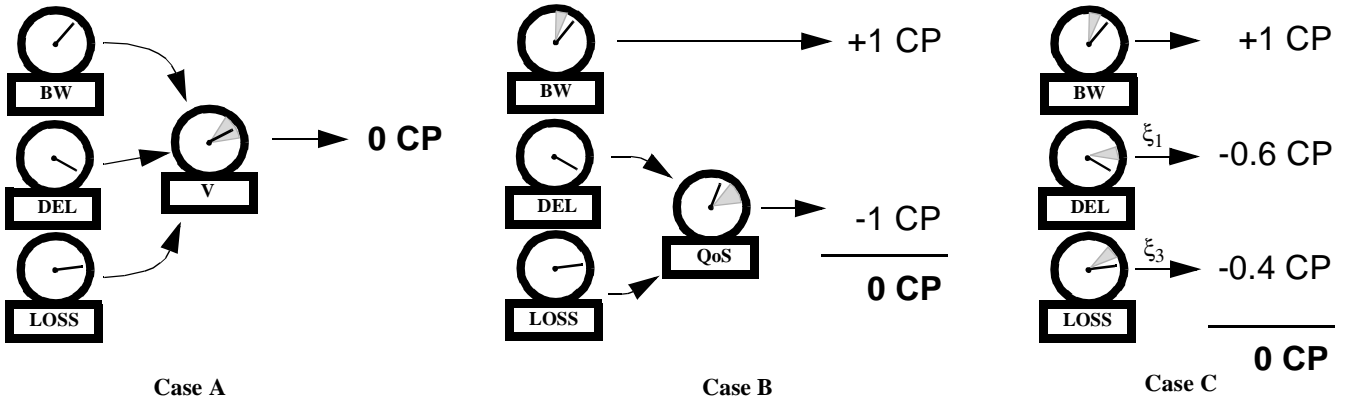 BW
DEL
LOSS
V
0 CP
Case A
BW
+1 CP
DEL
LOSS
QoS
-1 CP
0 CP
Case B
BW
+1 CP
ξ1
-0.6 CP
DEL
ξ3
-0.4 CP
LOSS
0 CP
Case C